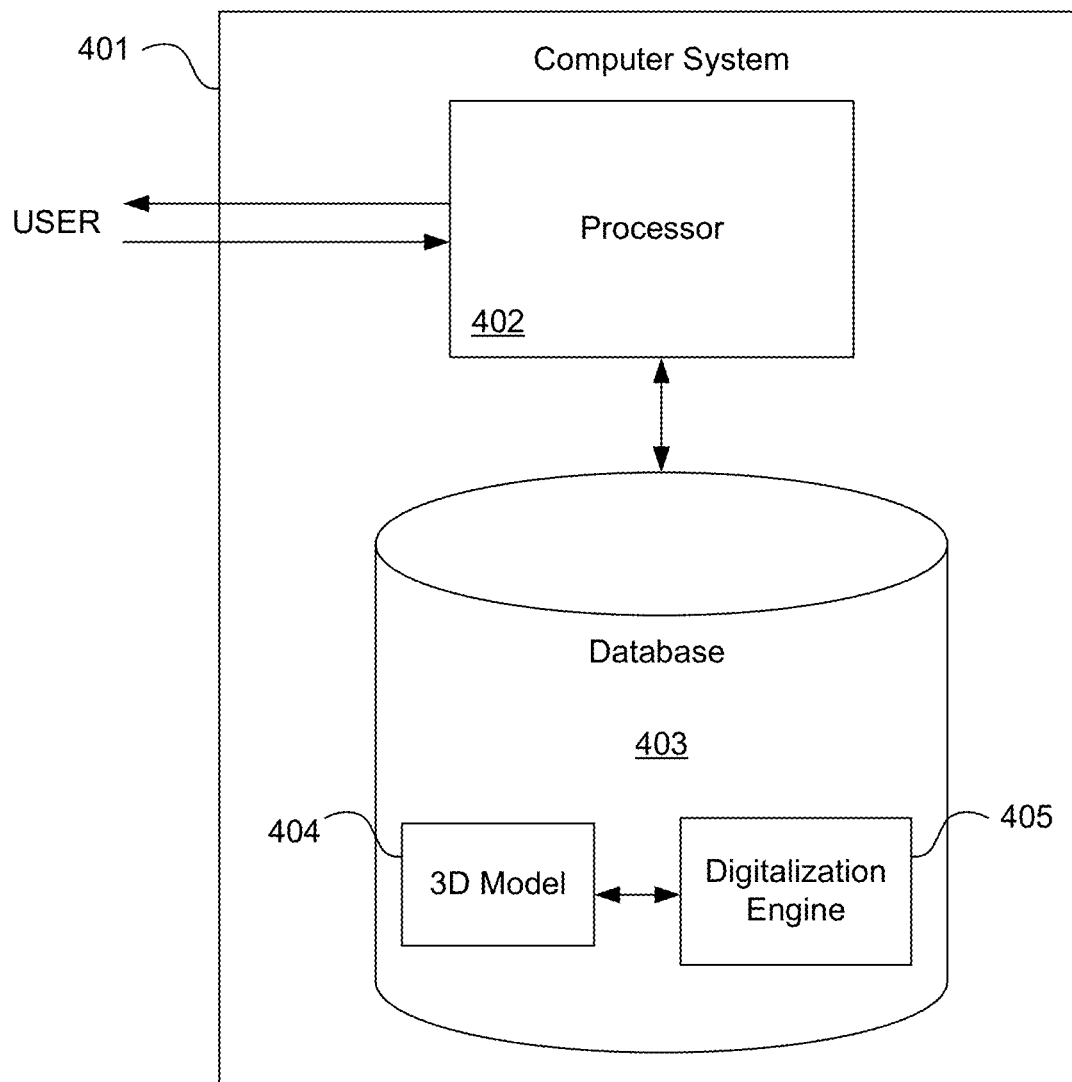 401
Computer System
USER
Processor
402
Database
403
404
405
3D Model
Digitalization
Engine